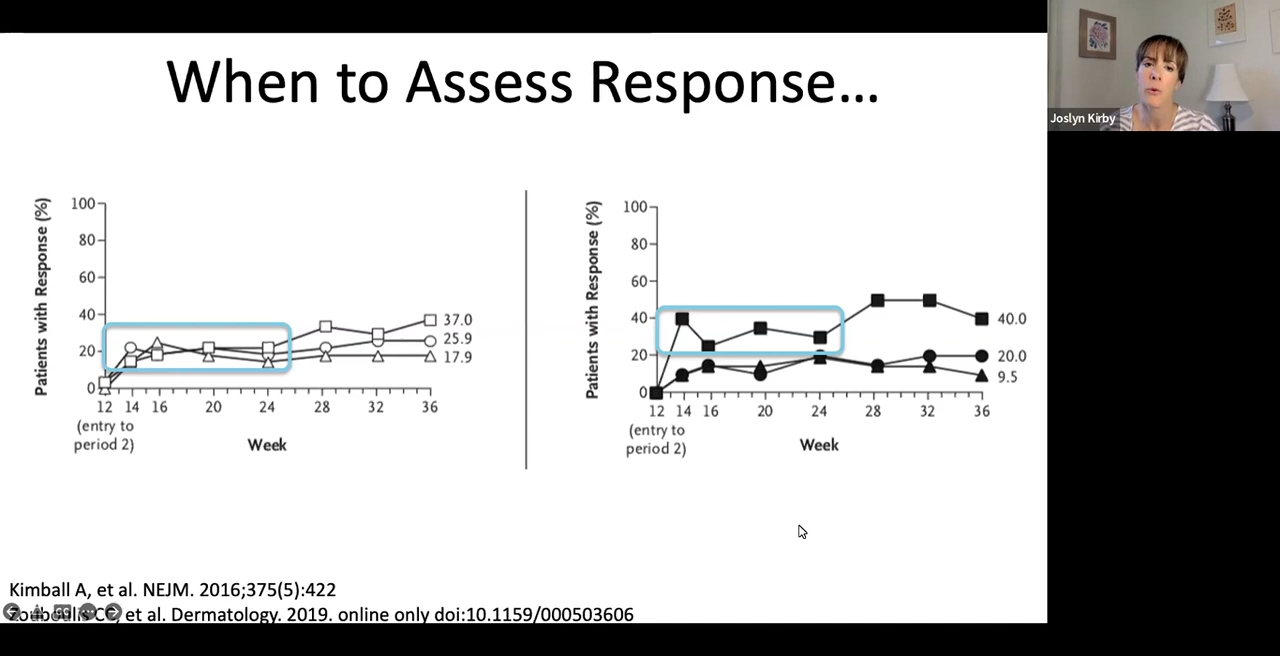 When to Assess Response...
Joslyn Kirby
Patients with Response (%)
100
80
60
40
20
0
37.0
25.9
17.9
12 14 16 20 24 28 32 36
(entry to
period 2)
Week
Patients with Response (%)
100
80
60
40
20
0
40.0
20.0
9.5
12 14 16 20 24 28 32 36
(entry to
period 2)
Week
Kimball A, et al. NEJM. 2016;375(5):422
et al. Dermatology. 2019. online only doi:10.1159/000503606